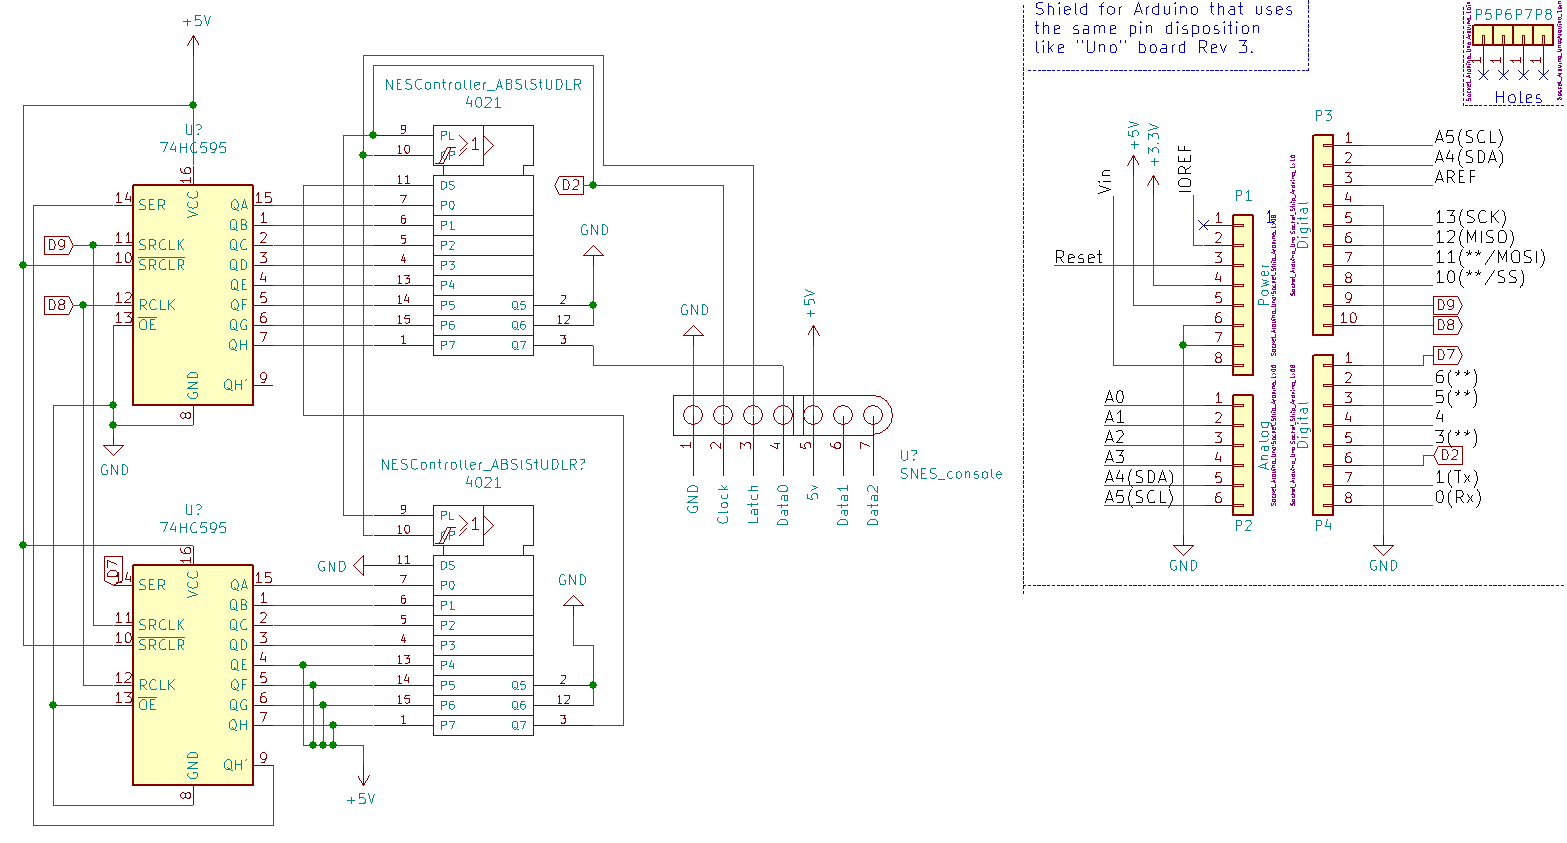 +5V
U?
74HC595
16
VCC
14 SER QA 15
QB 1
D9
11 SRCLK QC 2
10 SRCLR QD 3
QE 4
D8
12 RCLK QF 5
13 OE QG 6
QH 7
GND
QH' 9
8
GND
NESController_ABSlStUDLR
4021
9 PL
10
1
11 DS
7 P0
6 P1
5 P2
4 P3
13 P4
14 P5 Q5 2
15 P6 Q6 12
1 P7 Q7 3
D2
GND
GND
+5V
1 2 3 4 5 6 7
GND
Clock
Latch
Data0
5v
Data1
Data2
U?
SNES_console
U?
74HC595
D7
16
VCC
SER QA 15
QB 1
11 SRCLK QC 2
10 SRCLR QD 3
QE 4
12 RCLK QF 5
13 OE QG 6
QH 7
GND
QH' 9
8
+5V
NESController_ABSlStUDLR?
4021
9 PL
10
1
GND
11 DS
7 P0
6 P1
5 P2
4 P3
13 P4
14 P5 Q5 2
15 P6 Q6 12
1 P7 Q7 3
GND
Shield for Arduino that uses
the same pin disposition
like "Uno" board Rev 3.
P5 P6 P7 P8
1 1 1 1
Holes
Vin
+5V
+3.3V
IOREF
Reset
P1
1
2
3
4
5
6
7
8
Power
A0 1
A1 2
A2 3
A3 4
A4(SDA) 5
A5(SCL) 6
Analog
P2
GND
P3
Digital
1 A5(SCL)
2 A4(SDA)
3 AREF
4
5 13(SCK)
6 12(MISO)
7 11(**/MOSI)
8 10(**/SS)
9 D9
10 D8
Digital
1 D7
2 6(**)
3 5(**)
4 4
5 3(**)
6 D2
7 1(Tx)
8 0(Rx)
P4
GND